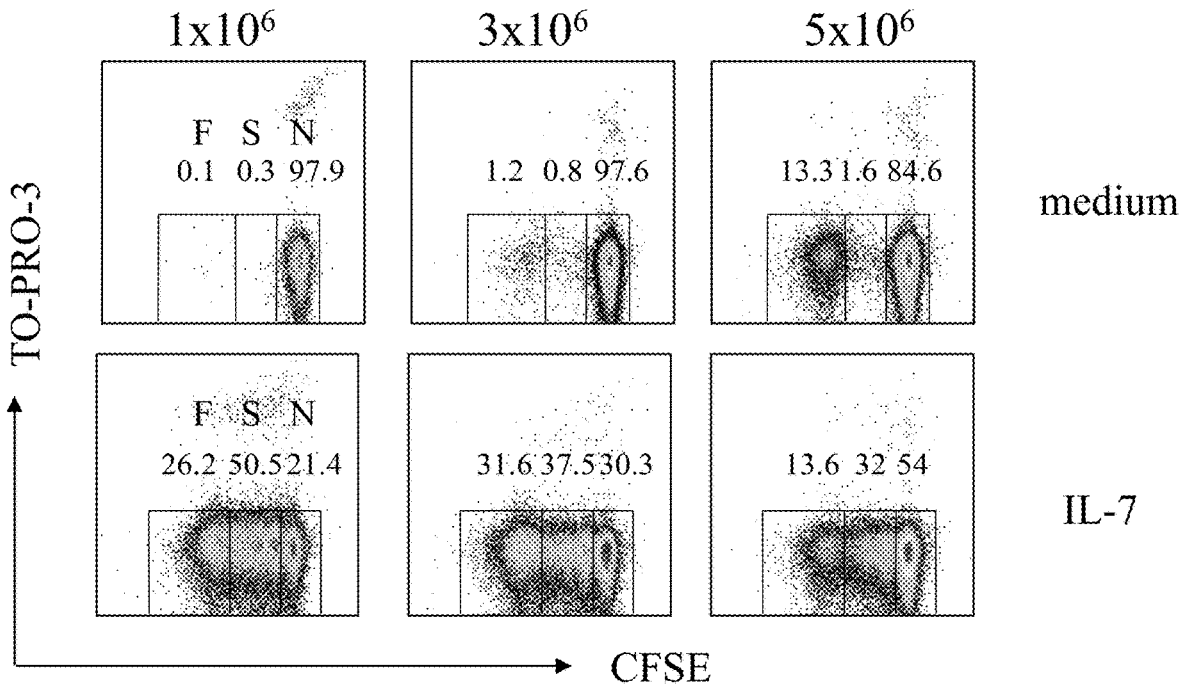 1x10⁶ 3x10⁶ 5x10⁶
F S N
0.1 0.3 97.9
1.2 0.8 97.6
13.3 1.6 84.6
medium
TO-PRO-3
F S N
26.2 50.5 21.4
31.6 37.5 30.3
13.6 32 54
IL-7
CFSE